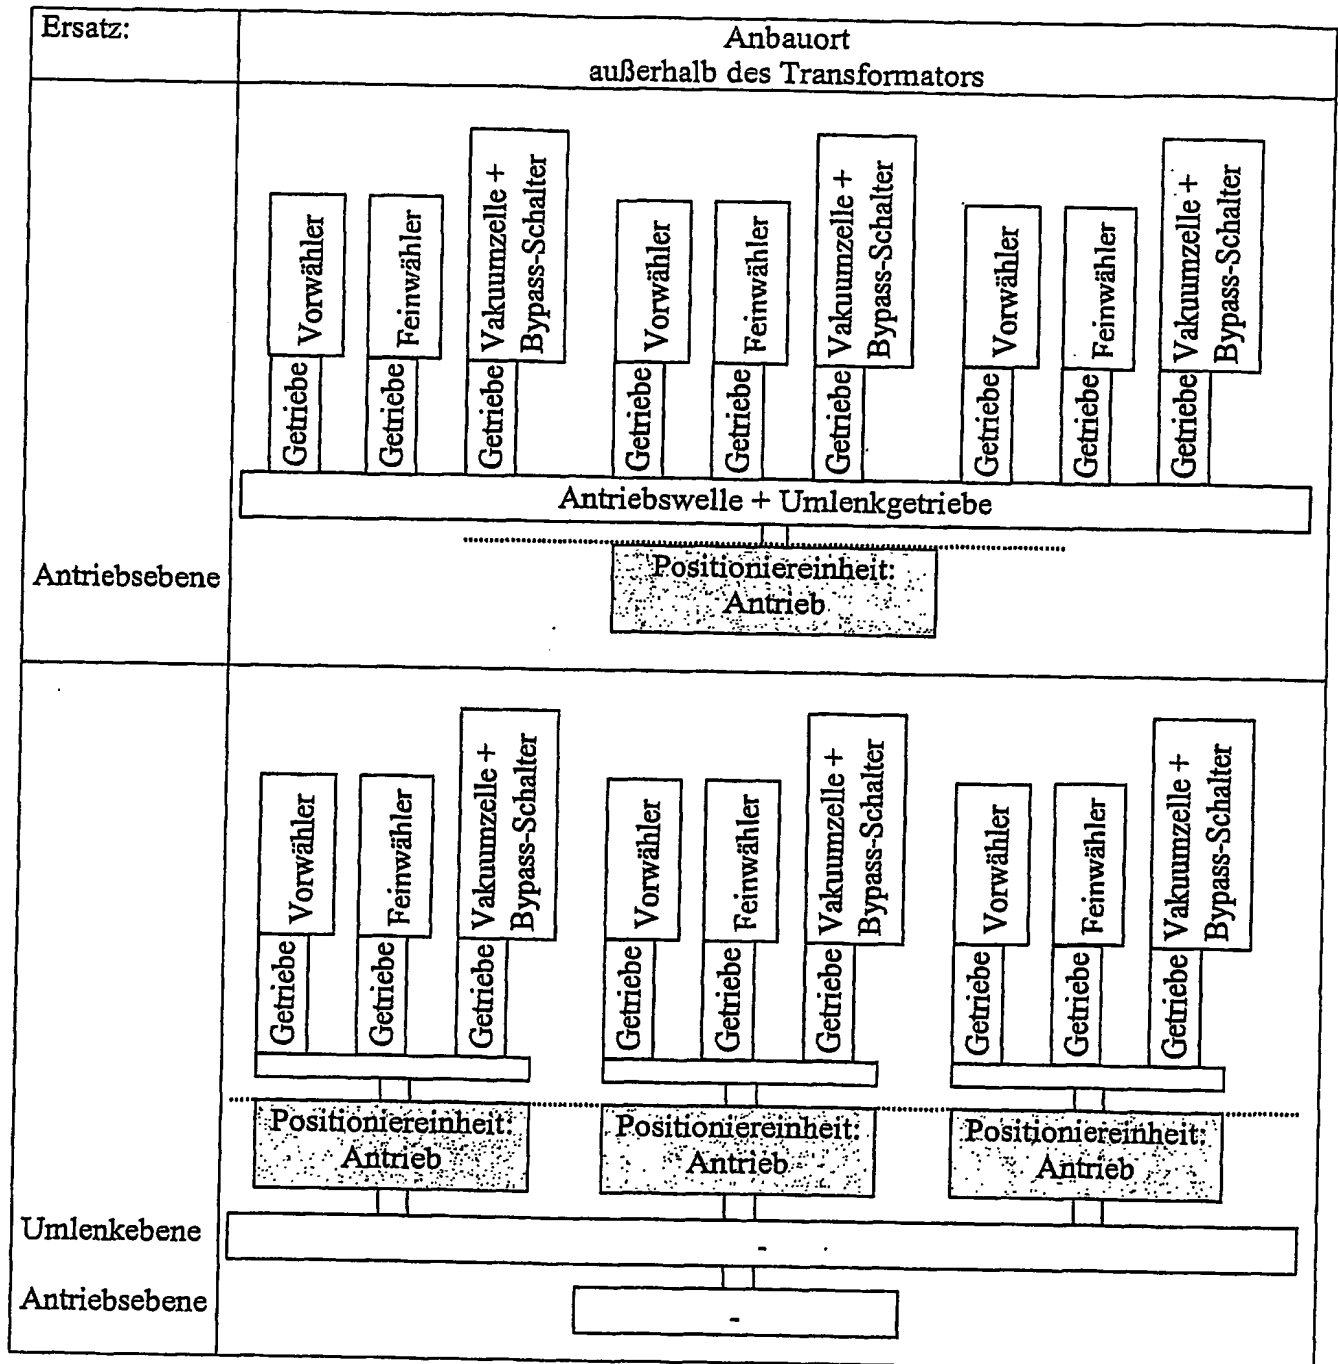 Ersatz:
Anbauort
außerhalb des Transformators
Vorwähler
Feinwähler
Vakuumzelle +
Bypass-Schalter
Vorwähler
Feinwähler
Vakuumzelle +
Bypass-Schalter
Vorwähler
Feinwähler
Vakuumzelle +
Bypass-Schalter
Getriebe
Getriebe
Getriebe
Getriebe
Getriebe
Getriebe
Getriebe
Getriebe
Getriebe
Antriebswelle + Umlenkgetriebe
Antriebsebene
Positioniereinheit:
Antrieb
Vorwähler
Feinwähler
Vakuumzelle +
Bypass-Schalter
Vorwähler
Feinwähler
Vakuumzelle +
Bypass-Schalter
Vorwähler
Feinwähler
Vakuumzelle +
Bypass-Schalter
Getriebe
Getriebe
Getriebe
Getriebe
Getriebe
Getriebe
Getriebe
Getriebe
Getriebe
Positioniereinheit:
Antrieb
Positioniereinheit:
Antrieb
Positioniereinheit:
Antrieb
Umlenkebene
-
Antriebsebene
-